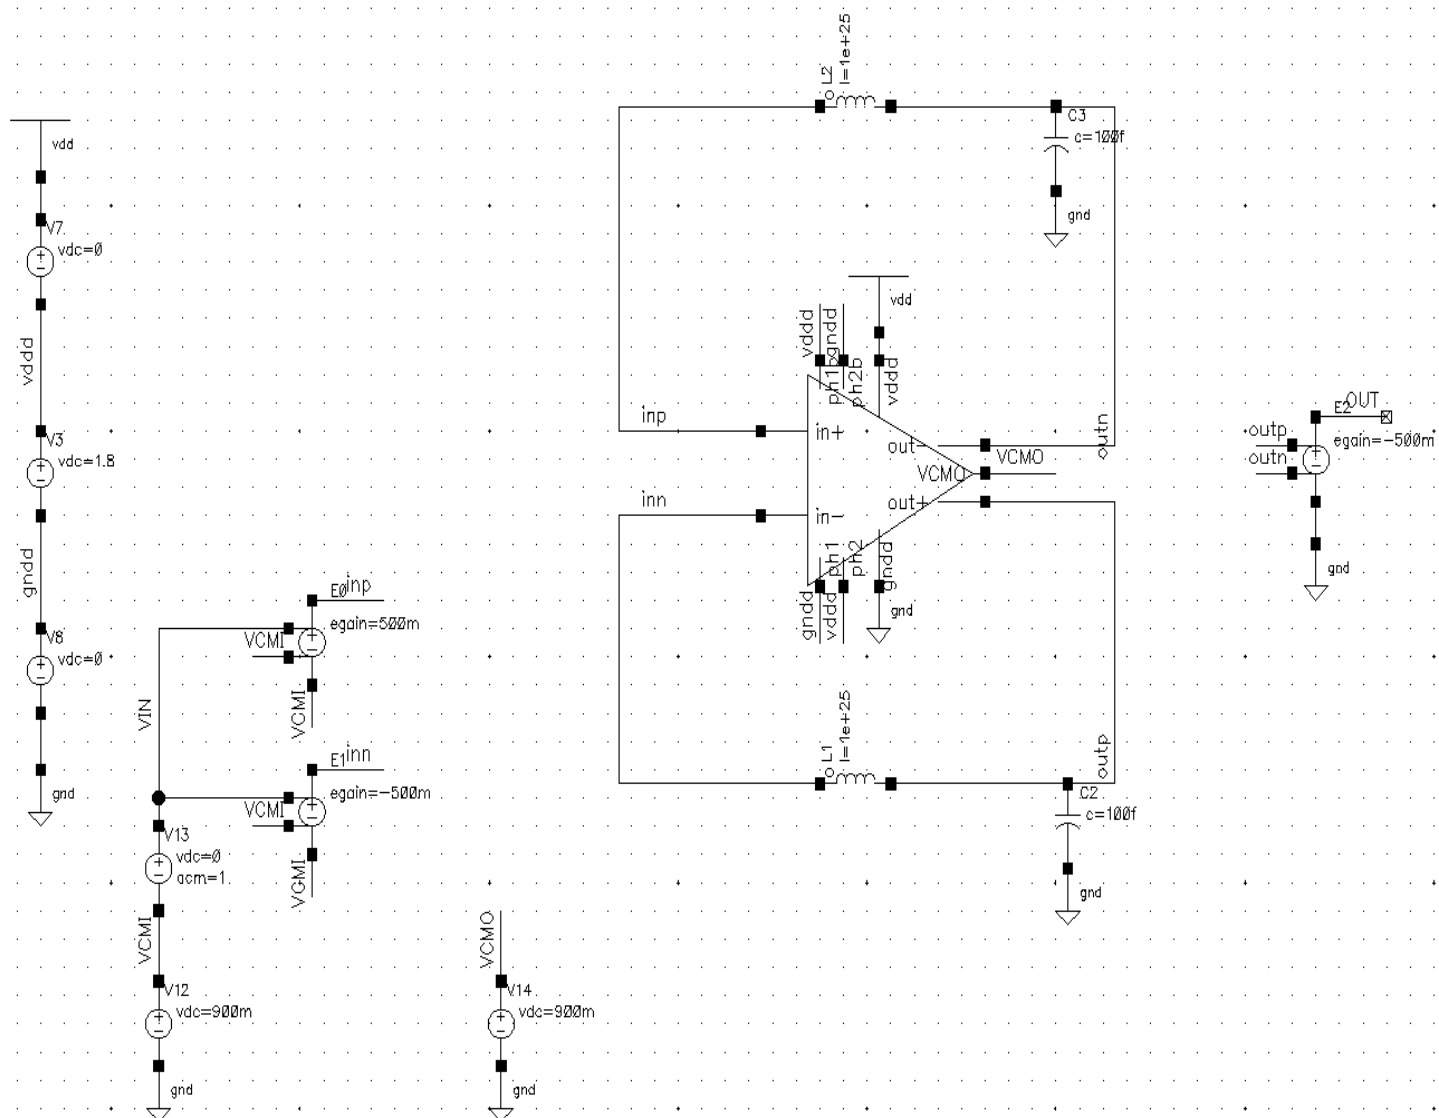 L2
l=1e+25
C3
c=100f
gnd
vdd
V7
vdc=0
vddd
V3
vdc=1.8
gndd
V8
vdc=0
gnd
vdd
vddd
gndd
ph1b
ph2b
vddd
inp
in+
out-
outn
VCMO
VCMO
inn
in-
out+
ph1
ph2
gndd
gndd
vddd
gnd
E2
OUT
outp
outn
egain=-500m
gnd
E0
inp
egain=500m
VCMI
VCMI
VIN
E1
inn
egain=-500m
VCMI
VCMI
V13
vdc=0
acm=1
VCMI
V12
vdc=900m
gnd
VCMO
V14
vdc=900m
gnd
L1
l=1e+25
outp
C2
c=100f
gnd